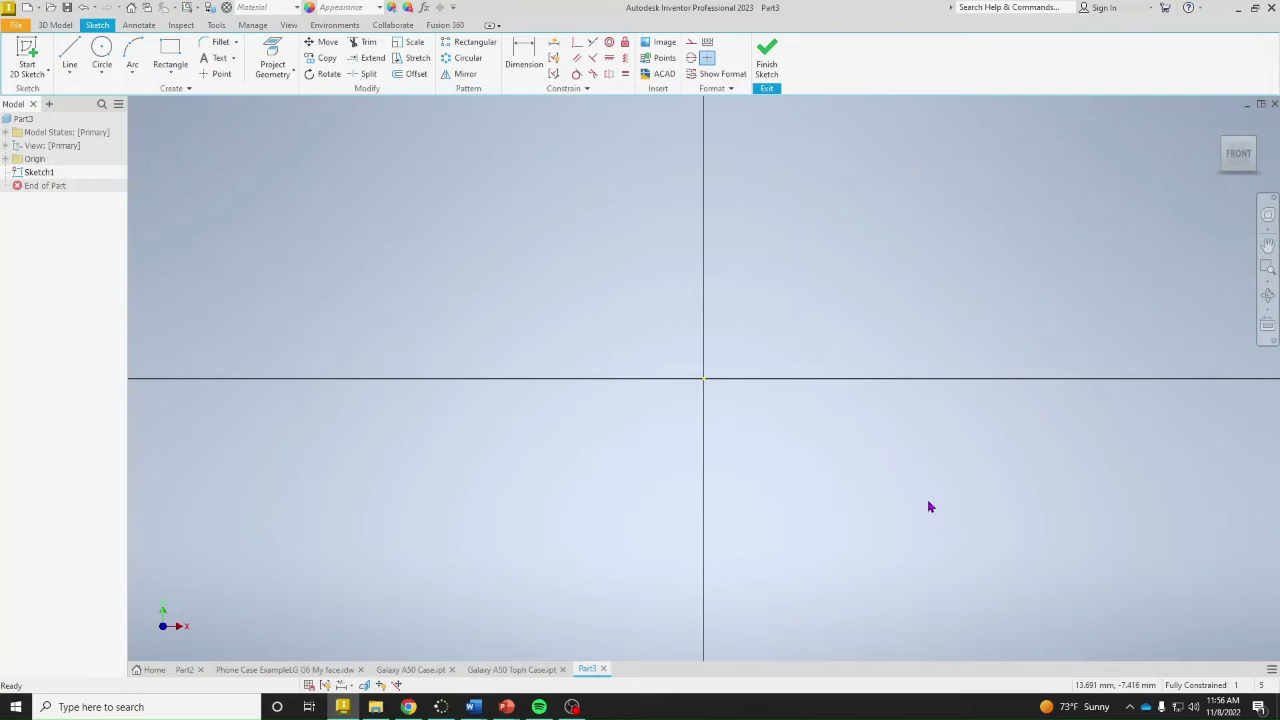 Material
Appearance
Autodesk Inventor Professional 2023 Part3
Search Help & Commands...
Sign In
File
3D Model
Sketch
Annotate
Inspect
Tools
Manage
View
Environments
Collaborate
Fusion 360
Start
2D Sketch
Line
Circle
Arc
Rectangle
Fillet
Text
Point
Project
Geometry
Move
Copy
Rotate
Trim
Extend
Split
Scale
Stretch
Offset
Rectangular
Circular
Mirror
Dimension
Image
Points
ACAD
Show Format
Finish
Sketch
Sketch
Create
Modify
Pattern
Constrain
Insert
Format
Exit
Model
Part3
Model States: [Primary]
View: [Primary]
Origin
Sketch1
End of Part
FRONT
X
Home
Part2
Phone Case ExampleLG G6 My face.idw
Galaxy A50 Case.ipt
Galaxy A50 Toph Case.ipt
Part3
Ready
13.691 mm, -7.416 mm
Fully Constrained
1
5
Type here to search
73°F Sunny
11:56 AM
11/8/2022